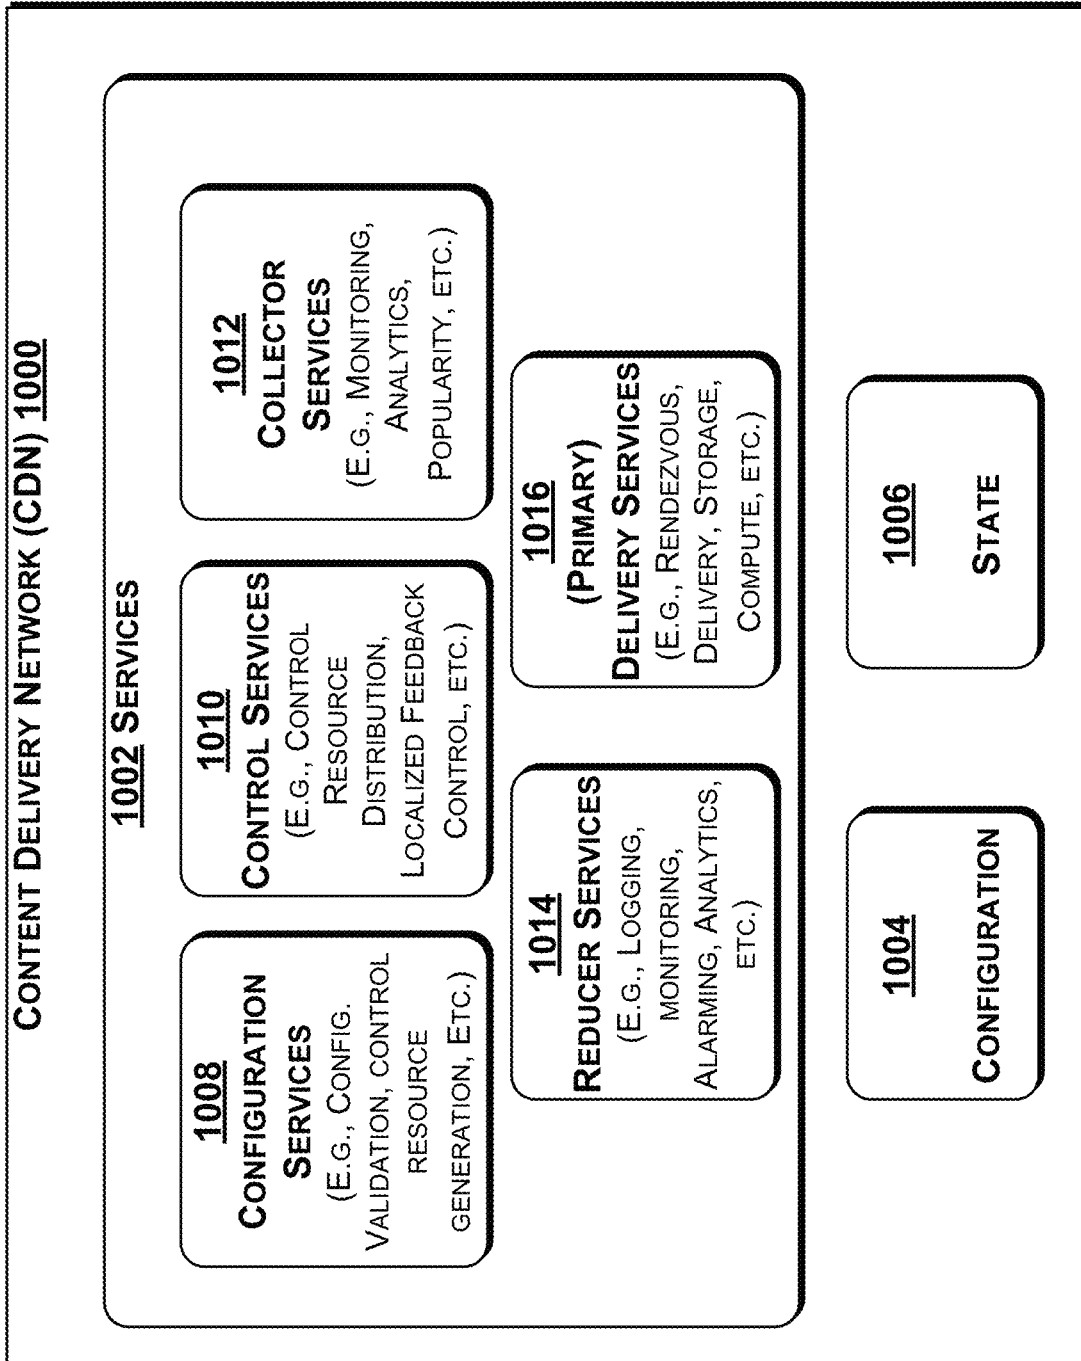 CONTENT DELIVERY NETWORK (CDN) 1000
1002 SERVICES
1008
CONFIGURATION
SERVICES
(E.G., CONFIG.
VALIDATION, CONTROL
RESOURCE
GENERATION, ETC.)
1010
CONTROL SERVICES
(E.G., CONTROL
RESOURCE
DISTRIBUTION,
LOCALIZED FEEDBACK
CONTROL, ETC.)
1012
COLLECTOR
SERVICES
(E.G., MONITORING,
ANALYTICS,
POPULARITY, ETC.)
1014
REDUCER SERVICES
(E.G., LOGGING,
MONITORING,
ALARMING, ANALYTICS,
ETC.)
1016
(PRIMARY)
DELIVERY SERVICES
(E.G., RENDEZVOUS,
DELIVERY, STORAGE,
COMPUTE, ETC.)
1004
CONFIGURATION
1006
STATE